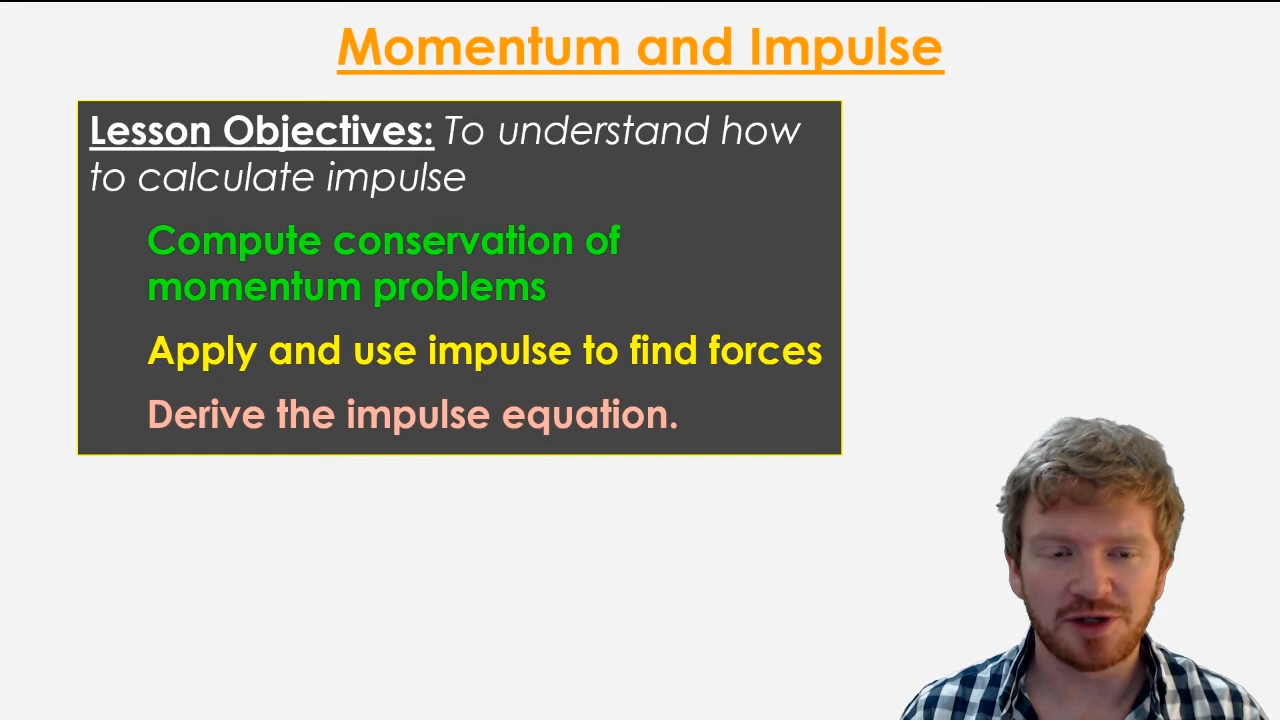 Momentum and Impulse
Lesson Objectives: To understand how
to calculate impulse
Compute conservation of
momentum problems
Apply and use impulse to find forces
Derive the impulse equation.